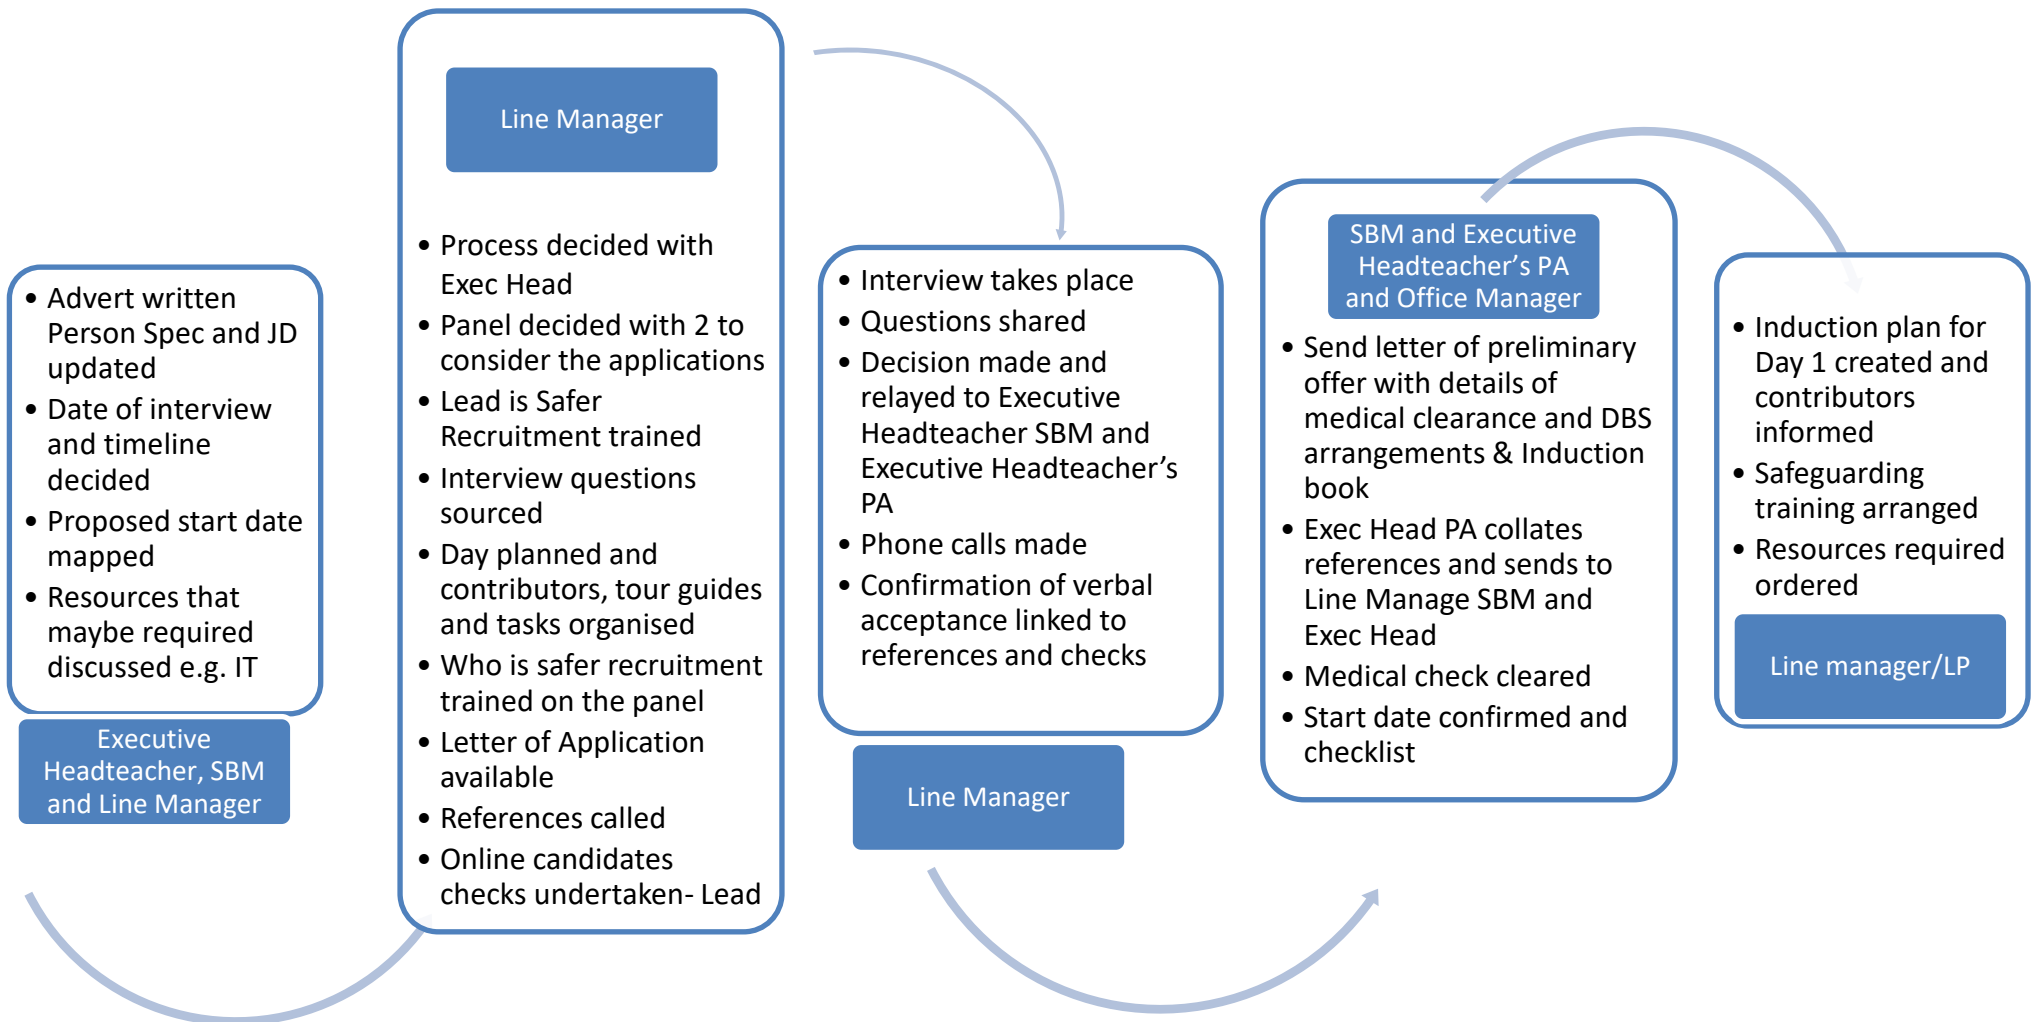 • Advert written
Person Spec and JD
updated
• Date of interview
and timeline
decided
• Proposed start date
mapped
• Resources that
maybe required
discussed e.g. IT
Executive
Headteacher, SBM
and Line Manager
Line Manager
• Process decided with
Exec Head
• Panel decided with 2 to
consider the applications
• Lead is Safer
Recruitment trained
• Interview questions
sourced
• Day planned and
contributors, tour guides
and tasks organised
• Who is safer recruitment
trained on the panel
• Letter of Application
available
• References called
• Online candidates
checks undertaken- Lead
• Interview takes place
• Questions shared
• Decision made and
relayed to Executive
Headteacher SBM and
Executive Headteacher’s
PA
• Phone calls made
• Confirmation of verbal
acceptance linked to
references and checks
Line Manager
SBM and Executive
Headteacher’s PA
and Office Manager
• Send letter of preliminary
offer with details of
medical clearance and DBS
arrangements & Induction
book
• Exec Head PA collates
references and sends to
Line Manage SBM and
Exec Head
• Medical check cleared
• Start date confirmed and
checklist
• Induction plan for
Day 1 created and
contributors
informed
• Safeguarding
training arranged
• Resources required
ordered
Line manager/LP